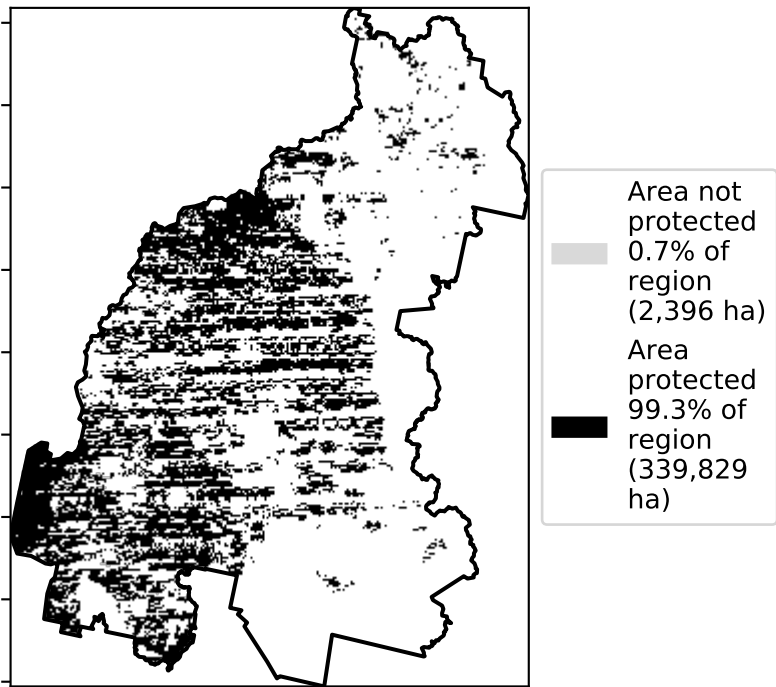 Area not
protected
0.7% of
region
(2,396 ha)
Area
protected
99.3% of
region
(339,829
ha)